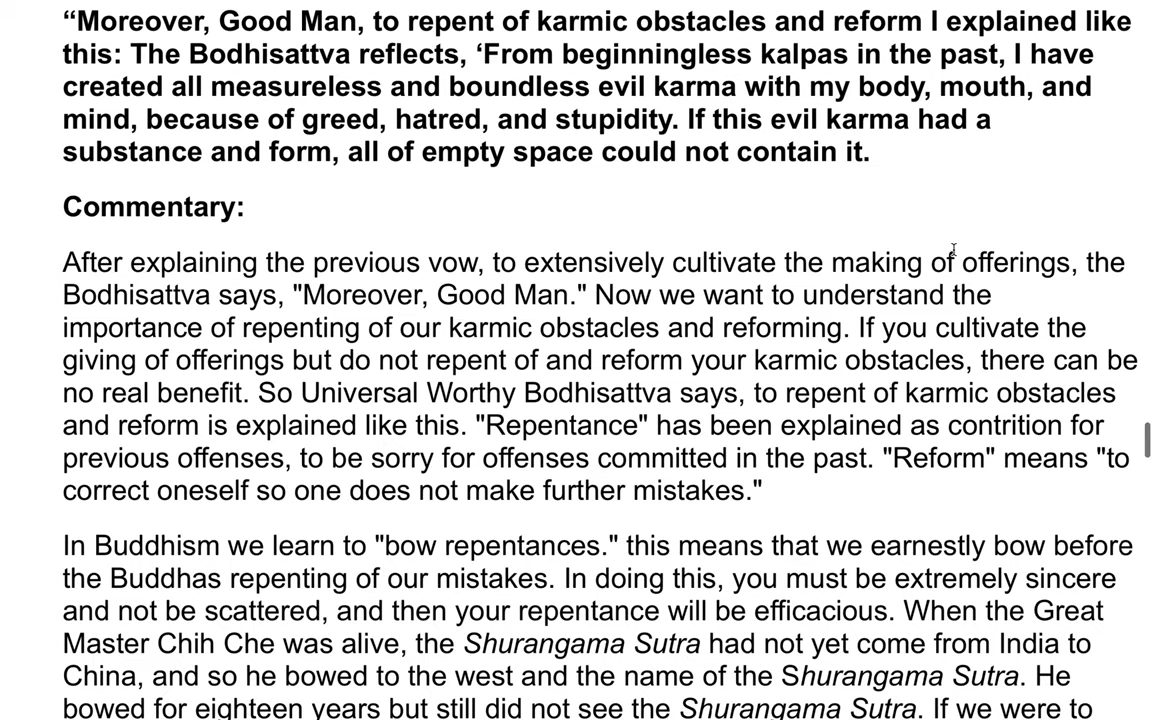 “Moreover, Good Man, to repent of karmic obstacles and reform I explained like
this: The Bodhisattva reflects, ‘From beginningless kalpas in the past, I have
created all measureless and boundless evil karma with my body, mouth, and
mind, because of greed, hatred, and stupidity. If this evil karma had a
substance and form, all of empty space could not contain it.
Commentary:
After explaining the previous vow, to extensively cultivate the making of offerings, the
Bodhisattva says, "Moreover, Good Man." Now we want to understand the
importance of repenting of our karmic obstacles and reforming. If you cultivate the
giving of offerings but do not repent of and reform your karmic obstacles, there can be
no real benefit. So Universal Worthy Bodhisattva says, to repent of karmic obstacles
and reform is explained like this. "Repentance" has been explained as contrition for
previous offenses, to be sorry for offenses committed in the past. "Reform" means "to
correct oneself so one does not make further mistakes."
In Buddhism we learn to "bow repentances." this means that we earnestly bow before
the Buddhas repenting of our mistakes. In doing this, you must be extremely sincere
and not be scattered, and then your repentance will be efficacious. When the Great
Master Chih Che was alive, the Shurangama Sutra had not yet come from India to
China, and so he bowed to the west and the name of the Shurangama Sutra. He
bowed for eighteen years but still did not see the Shurangama Sutra. If we were to